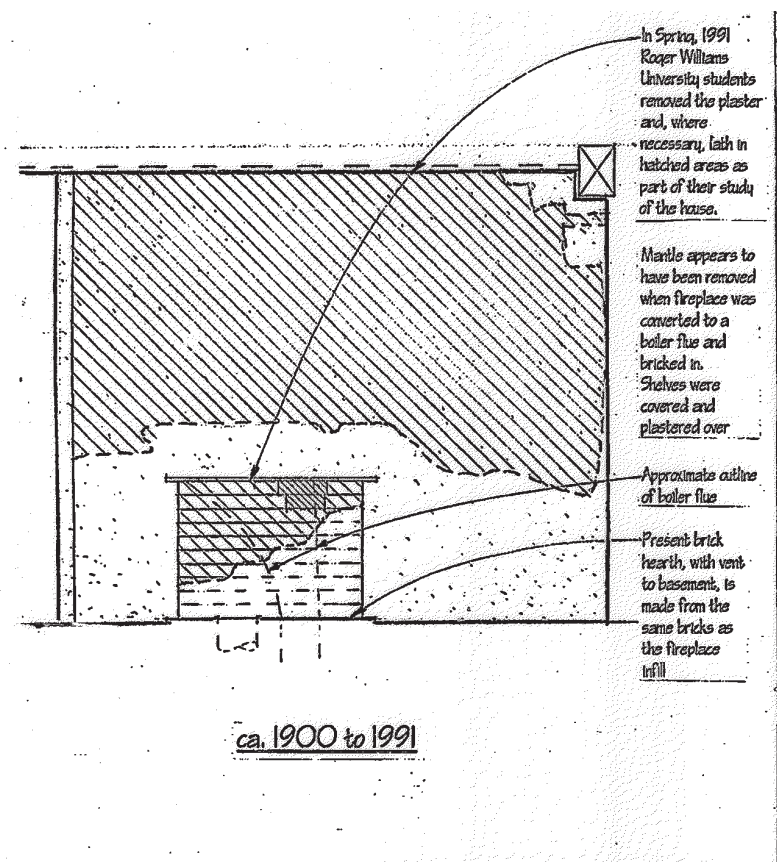 In Spring, 1991
Roger Williams
University students
removed the plaster
and, where
necessary, lath in
hatched areas as
part of their study
of the house.
Mantle appears to
have been removed
when fireplace was
converted to a
boiler flue and
bricked in.
Shelves were
covered and
plastered over
Approximate outline
of boiler flue
Present brick
hearth, with vent
to basement, is
made from the
same bricks as
the fireplace
infill
ca. 1900 to 1991